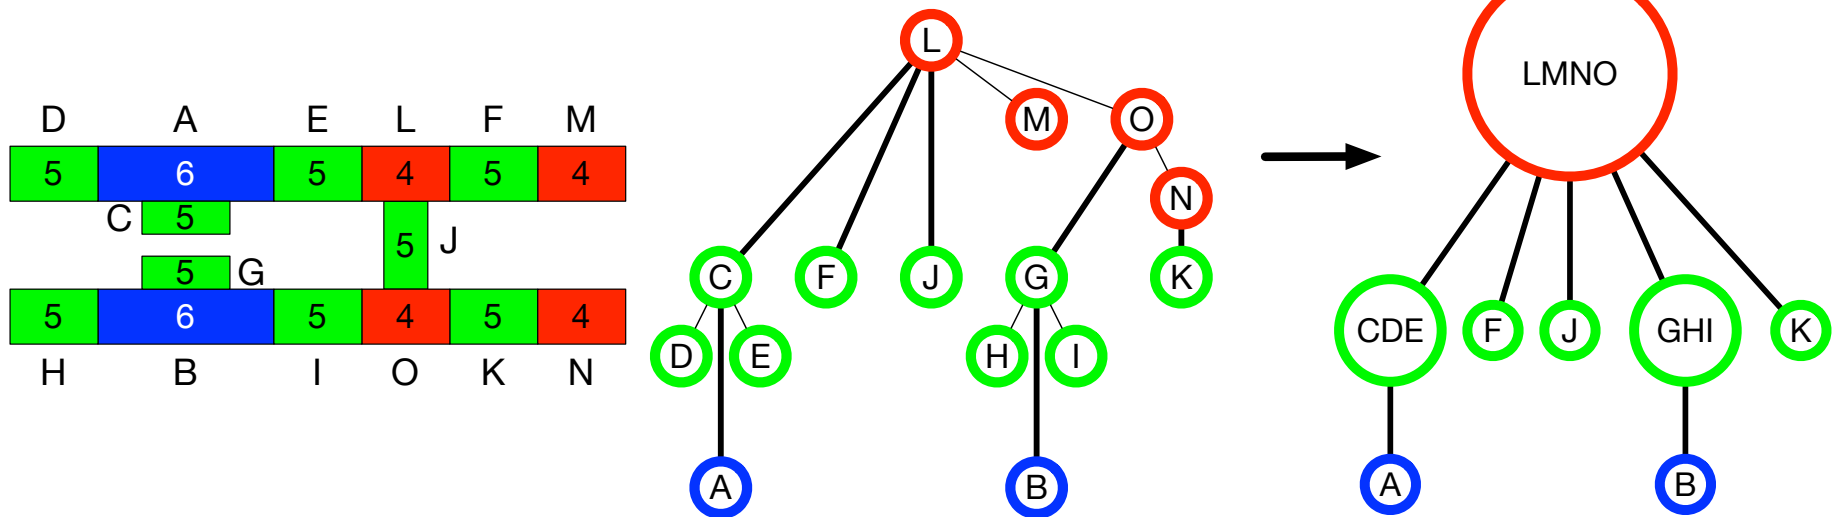 D A E L F M
5 6 5 4 5 4
C 5
5 J
5 G
5 6 5 4 5 4
H B I O K N
L
M O
N
C F J G K
D E H I
A B
LMNO
CDE F J GHI K
A B